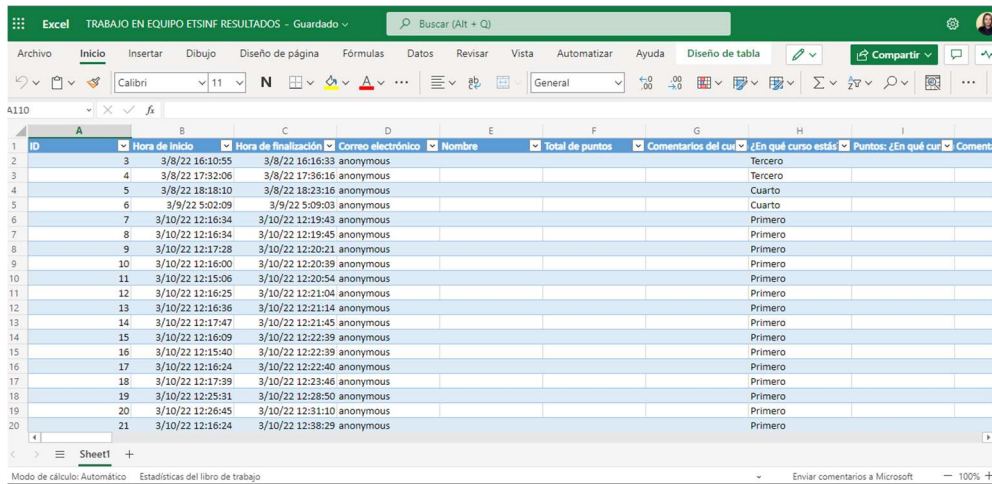 Excel TRABAJO EN EQUIPO ETSINF RESULTADOS - Guardado Buscar (Alt + Q)
Archivo Inicio Insertar Dibujo Diseño de página Fórmulas Datos Revisar Vista Automatizar Ayuda Diseño de tabla Compartir
Calibri 11 N A General
A110 fx
A B C D E F G H I
1 ID Hora de inicio Hora de finalización Correo electrónico Nombre Total de puntos Comentarios del cue ¿En qué curso estás? Puntos: ¿En qué cur Coment
2 3 3/8/22 16:10:55 3/8/22 16:16:33 anonymous Tercero
3 4 3/8/22 17:32:06 3/8/22 17:36:16 anonymous Tercero
4 5 3/8/22 18:18:10 3/8/22 18:23:16 anonymous Cuarto
5 6 3/9/22 5:02:09 3/9/22 5:09:03 anonymous Cuarto
6 7 3/10/22 12:16:34 3/10/22 12:19:43 anonymous Primero
7 8 3/10/22 12:16:34 3/10/22 12:19:45 anonymous Primero
8 9 3/10/22 12:17:28 3/10/22 12:20:21 anonymous Primero
9 10 3/10/22 12:16:00 3/10/22 12:20:39 anonymous Primero
10 11 3/10/22 12:15:06 3/10/22 12:20:54 anonymous Primero
11 12 3/10/22 12:16:25 3/10/22 12:21:04 anonymous Primero
12 13 3/10/22 12:16:36 3/10/22 12:21:14 anonymous Primero
13 14 3/10/22 12:17:47 3/10/22 12:21:45 anonymous Primero
14 15 3/10/22 12:16:09 3/10/22 12:22:39 anonymous Primero
15 16 3/10/22 12:15:40 3/10/22 12:22:39 anonymous Primero
16 17 3/10/22 12:16:24 3/10/22 12:22:40 anonymous Primero
17 18 3/10/22 12:17:39 3/10/22 12:23:46 anonymous Primero
18 19 3/10/22 12:25:31 3/10/22 12:28:50 anonymous Primero
19 20 3/10/22 12:26:45 3/10/22 12:31:10 anonymous Primero
20 21 3/10/22 12:16:24 3/10/22 12:38:29 anonymous Primero
Sheet1
Modo de cálculo: Automático Estadísticas del libro de trabajo Enviar comentarios a Microsoft 100%